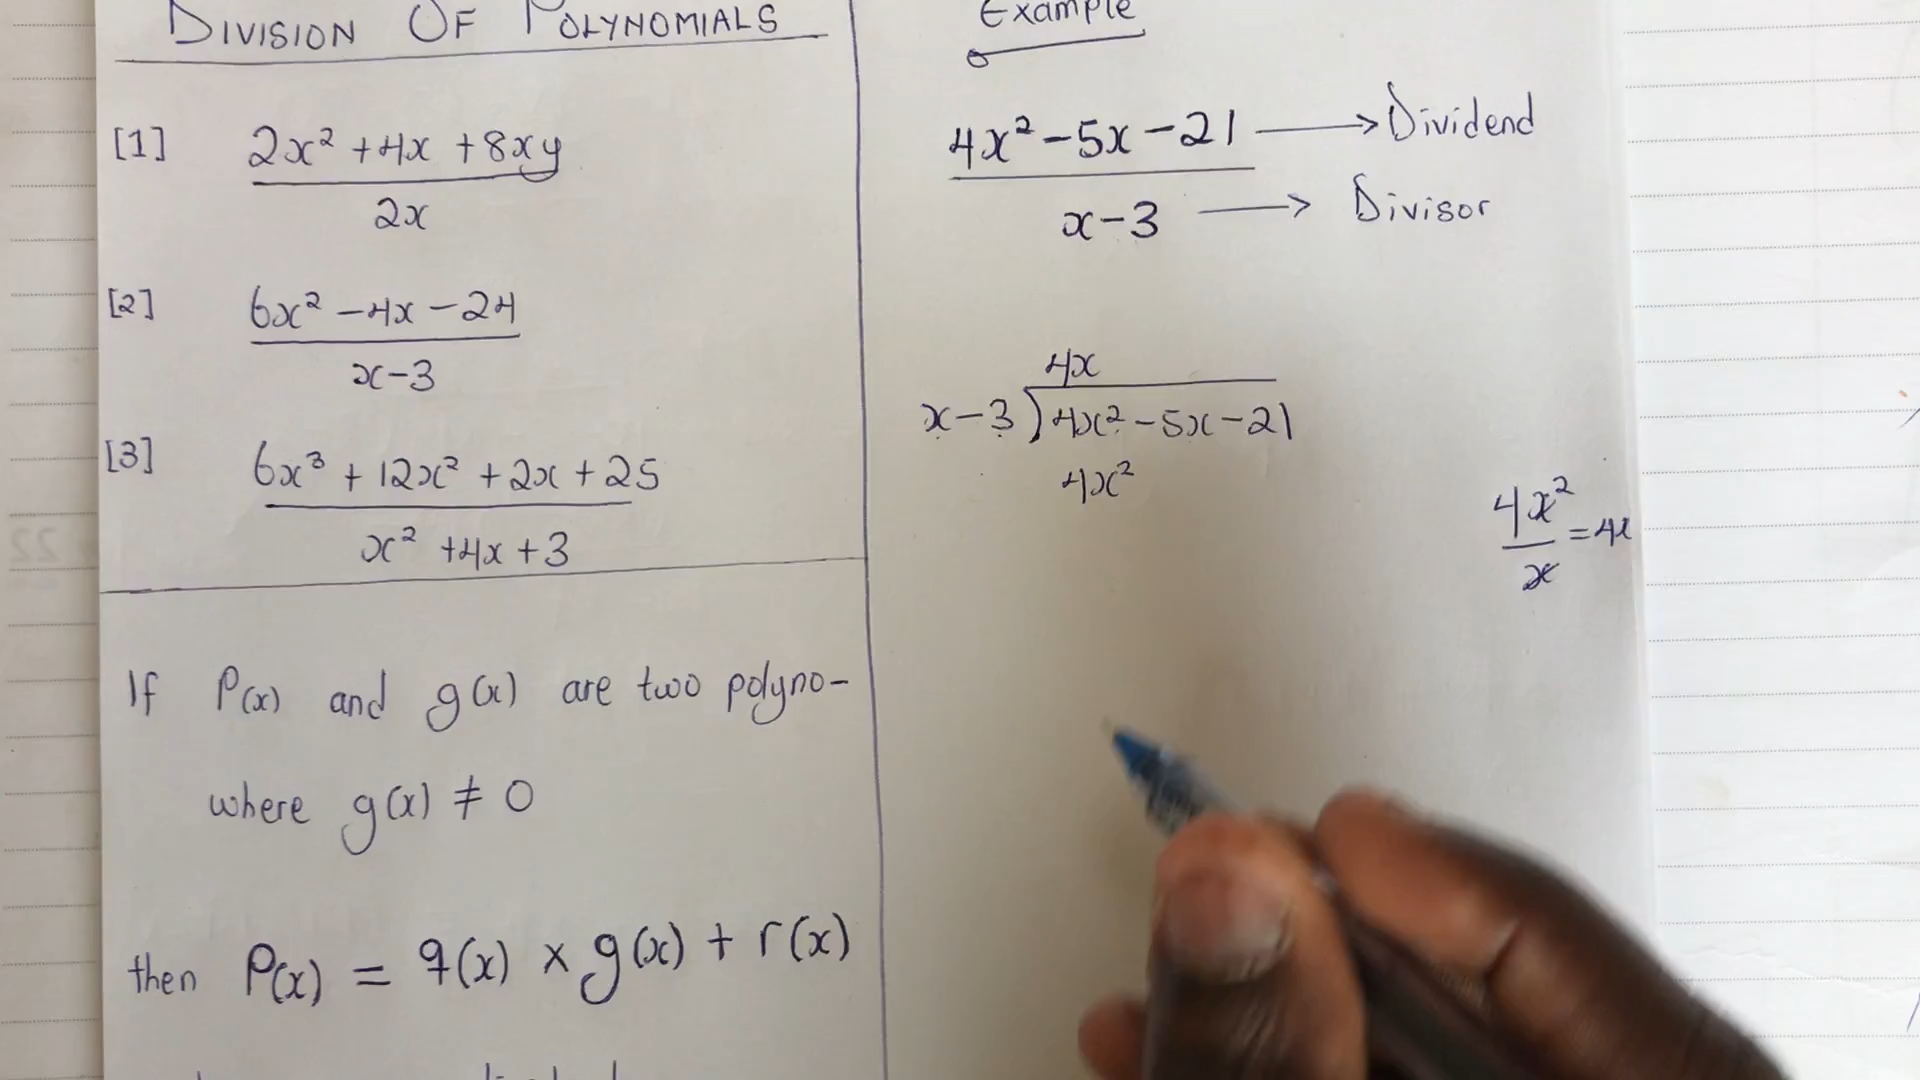 DIVISION OF POLYNOMIALS
[1] 2x² + 4x + 8xy
2x
[2] 6x² - 4x - 24
x - 3
[3] 6x³ + 12x² + 2x + 25
x² + 4x + 3
If P(x) and g(x) are two polyno-
where g(x) ≠ 0
then P(x) = q(x) × g(x) + r(x)
Example
4x² - 5x - 21 → Dividend
x - 3 → Divisor
4x
x - 3 ) 4x² - 5x - 21
4x²
4x²
= 4x
x